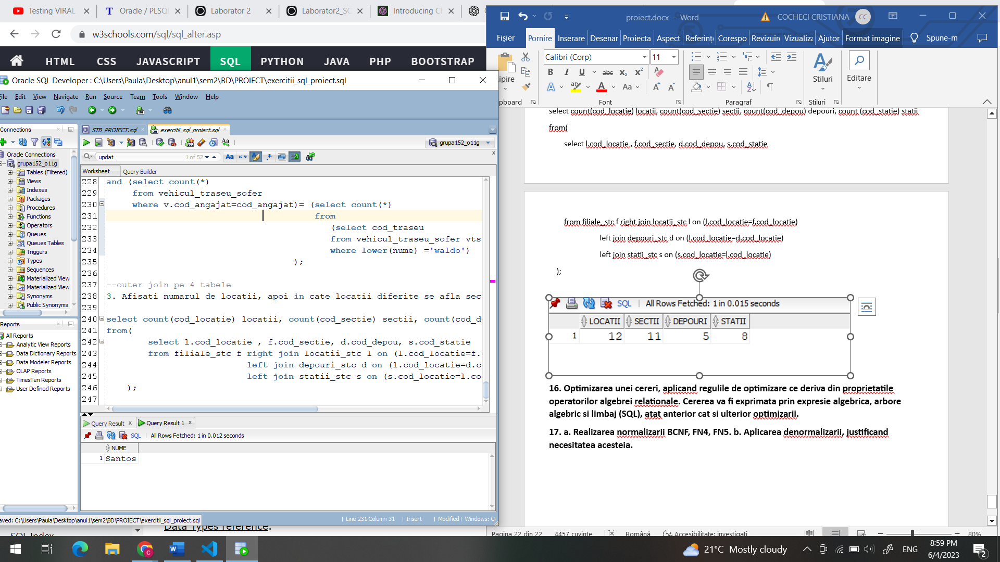 Testing VIRAL
Oracle / PLSQ
Laborator 2
Laborator2_SQ
Introducing Ch
w3schools.com/sql/sql_alter.asp
HTML CSS JAVASCRIPT SQL PYTHON JAVA PHP BOOTSTRAP
Oracle SQL Developer : C:\Users\Paula\Desktop\anul1\sem2\BD\PROIECT\exercitii_sql_proiect.sql
File Edit View Navigate Run Source Team Tools Window Help
Connections
Oracle Connections
grupa152_o11g
Tables (Filtered)
Views
Indexes
Packages
Procedures
Functions
Operators
Queues
Queues Tables
Triggers
Types
Sequences
Materialized View
Materialized View
Synonyms
Public Synonyms
Reports
All Reports
Analytic View Reports
Data Dictionary Reports
Data Modeler Reports
OLAP Reports
TimesTen Reports
User Defined Reports
STB_PROIECT.sql
exercitii_sql_proiect.sql
grupa152_o11g
updat
1 of 52
Worksheet Query Builder
228 and (select count(*)
229 from vehicul_traseu_sofer
230 where v.cod_angajat=cod_angajat)= (select count(*)
231 from
232 (select cod_traseu
233 from vehicul_traseu_sofer vts
234 where lower(nume) ='waldo')
235 );
236
237 --outer join pe 4 tabele
238 3. Afisati numarul de locatii, apoi in cate locatii diferite se afla sec
239
240 select count(cod_locatie) locatii, count(cod_sectie) sectii, count(cod_d
241 from(
242 select l.cod_locatie , f.cod_sectie, d.cod_depou, s.cod_statie
243 from filiale_stc f right join locatii_stc l on (l.cod_locatie=f.
244 left join depouri_stc d on (l.cod_locatie=d.
245 left join statii_stc s on (s.cod_locatie=l.co
246 );
247
Query Result
Query Result 1
SQL | All Rows Fetched: 1 in 0.012 seconds
NUME
1 Santos
aved: C:\Users\Paula\Desktop\anul1\sem2\BD\PROIECT\exercitii_sql_proiect.sql
Line 231 Column 31 | Insert | Modified | Windows: CF
SQL Index
Data Types reference.
proiect.docx - Word
COCHECI CRISTIANA CC
Fișier Pornire Inserare Desenar Proiecta Aspect Referinț Corespo Revizuir Vizualiza Ajutor Format imagine Spune-m
Calibri (Corp) 11
Lipire
B I U abc x₂ x²
Aa
Stiluri
Editare
Clipboard Font Paragraf Stiluri
select count(cod_locatie) locatii, count(cod_sectie) sectii, count(cod_depou) depouri, count (cod_statie) statii
from(
select l.cod_locatie , f.cod_sectie, d.cod_depou, s.cod_statie
from filiale_stc f right join locatii_stc l on (l.cod_locatie=f.cod_locatie)
left join depouri_stc d on (l.cod_locatie=d.cod_locatie)
left join statii_stc s on (s.cod_locatie=l.cod_locatie)
);
SQL | All Rows Fetched: 1 in 0.015 seconds
LOCATII SECTII DEPOURI STATII
1 12 11 5 8
16. Optimizarea unei cereri, aplicand regulile de optimizare ce deriva din proprietatile
operatorilor algebrei relationale. Cererea va fi exprimata prin expresie algebrica, arbore
algebric si limbaj (SQL), atat anterior cat si ulterior optimizarii.
17. a. Realizarea normalizarii BCNF, FN4, FN5. b. Aplicarea denormalizarii, justificand
necesitatea acesteia.
Pagina 22 din 22 4457 cuvinte Română Accesibilitate: investigați 80%
21°C Mostly cloudy
ENG
8:59 PM
6/4/2023
2